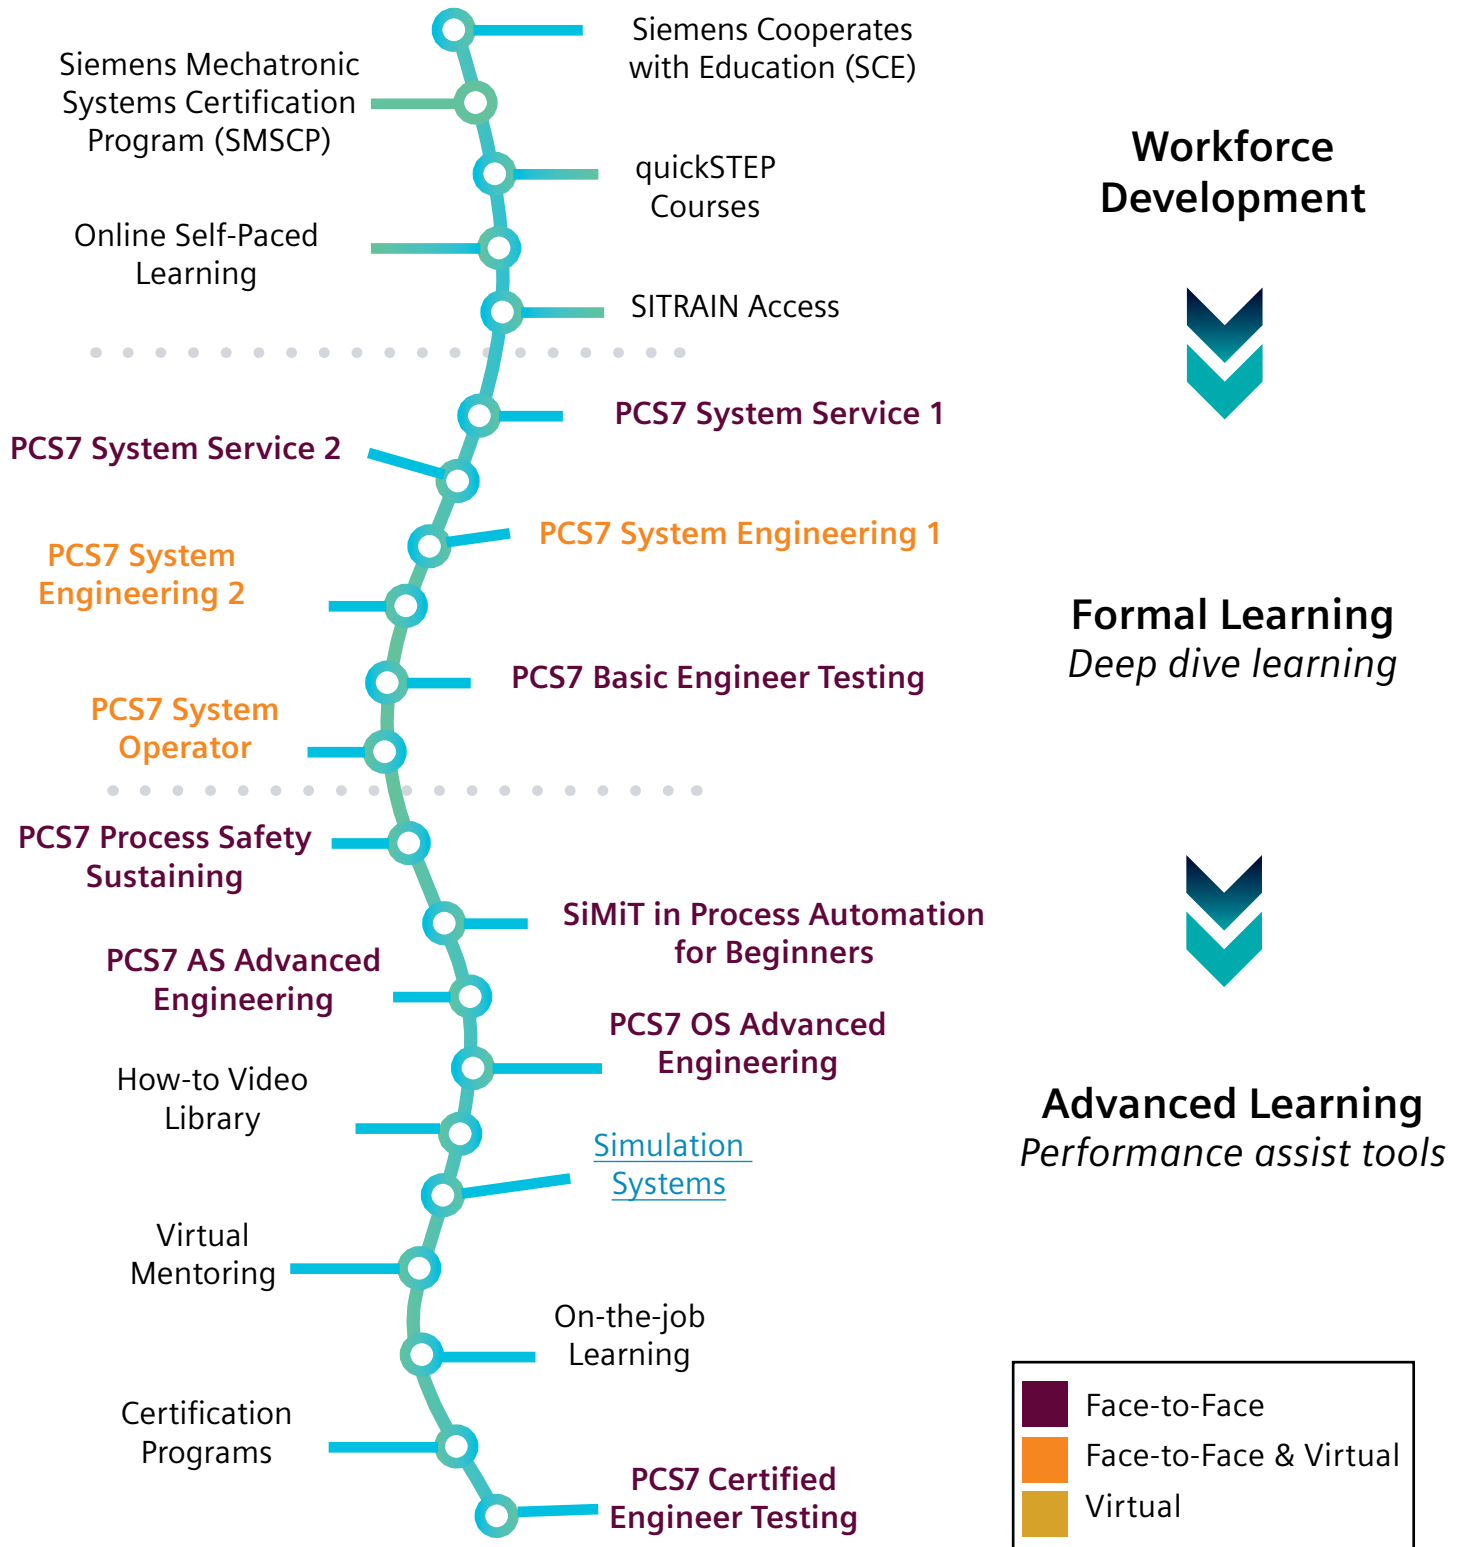 Siemens Cooperates
with Education (SCE)
Siemens Mechatronic
Systems Certification
Program (SMSCP)
quickSTEP
Courses
Online Self-Paced
Learning
SITRAIN Access
Workforce
Development
PCS7 System Service 1
PCS7 System Service 2
PCS7 System Engineering 1
PCS7 System
Engineering 2
PCS7 Basic Engineer Testing
PCS7 System
Operator
Formal Learning
Deep dive learning
PCS7 Process Safety
Sustaining
SiMiT in Process Automation
for Beginners
PCS7 AS Advanced
Engineering
PCS7 OS Advanced
Engineering
How-to Video
Library
Simulation
Systems
Virtual
Mentoring
On-the-job
Learning
Certification
Programs
PCS7 Certified
Engineer Testing
Advanced Learning
Performance assist tools
Face-to-Face
Face-to-Face & Virtual
Virtual